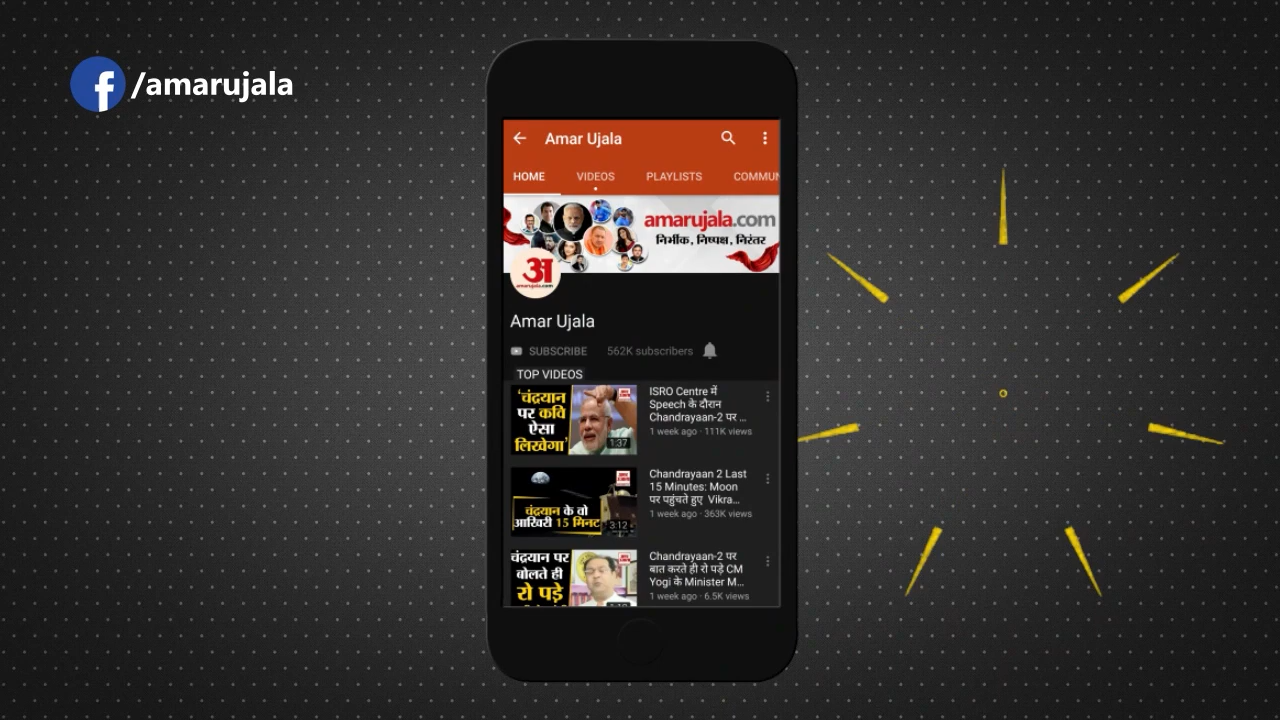 /amarujala
Amar Ujala
HOME VIDEOS PLAYLISTS COMMUN
amarujala.com
निर्भीक, निष्पक्ष, निरंतर
अ
amarujala.com
Amar Ujala
SUBSCRIBE 562K subscribers
TOP VIDEOS
'चंद्रयान
पर कवि
ऐसा
लिखेगा'
1:37
ISRO Centre में
Speech के दौरान
Chandrayaan-2 पर ...
1 week ago · 111K views
चंद्रयान के वो
आखिरी 15 मिनट
3:12
Chandrayaan 2 Last
15 Minutes: Moon
पर पहुंचते हुए Vikra...
1 week ago · 363K views
चंद्रयान पर
बोलते ही
रो पड़े
Chandrayaan-2 पर
बात करते ही रो पड़े CM
Yogi के Minister M...
1 week ago · 6.5K views